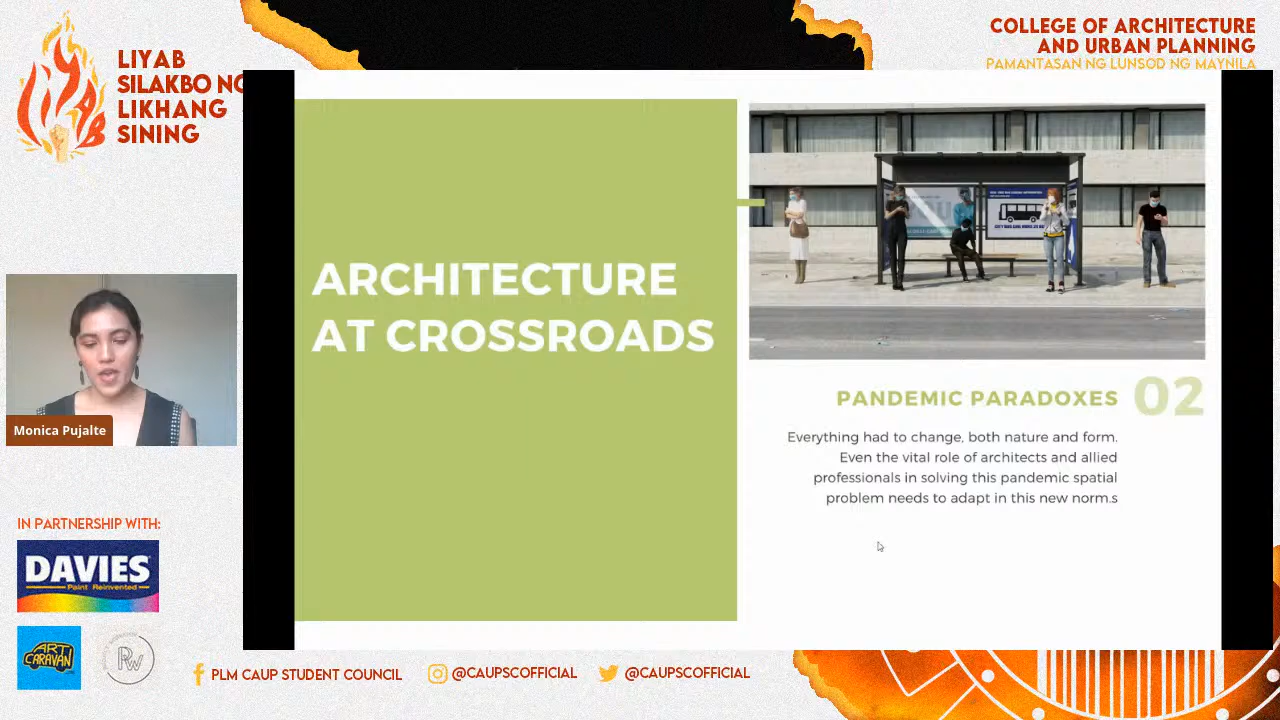 LIYAB
SILAKBO NG
LIKHANG
SINING
COLLEGE OF ARCHITECTURE
AND URBAN PLANNING
PAMANTASAN NG LUNSOD NG MAYNILA
ARCHITECTURE
AT CROSSROADS
PANDEMIC PARADOXES
02
Everything had to change, both nature and form.
Even the vital role of architects and allied
professionals in solving this pandemic spatial
problem needs to adapt in this new norm.s
Monica Pujalte
IN PARTNERSHIP WITH:
DAVIES
Paint Reinvented
ART
CARAVAN
PW
PLM CAUP STUDENT COUNCIL
@CAUPSCOFFICIAL
@CAUPSCOFFICIAL